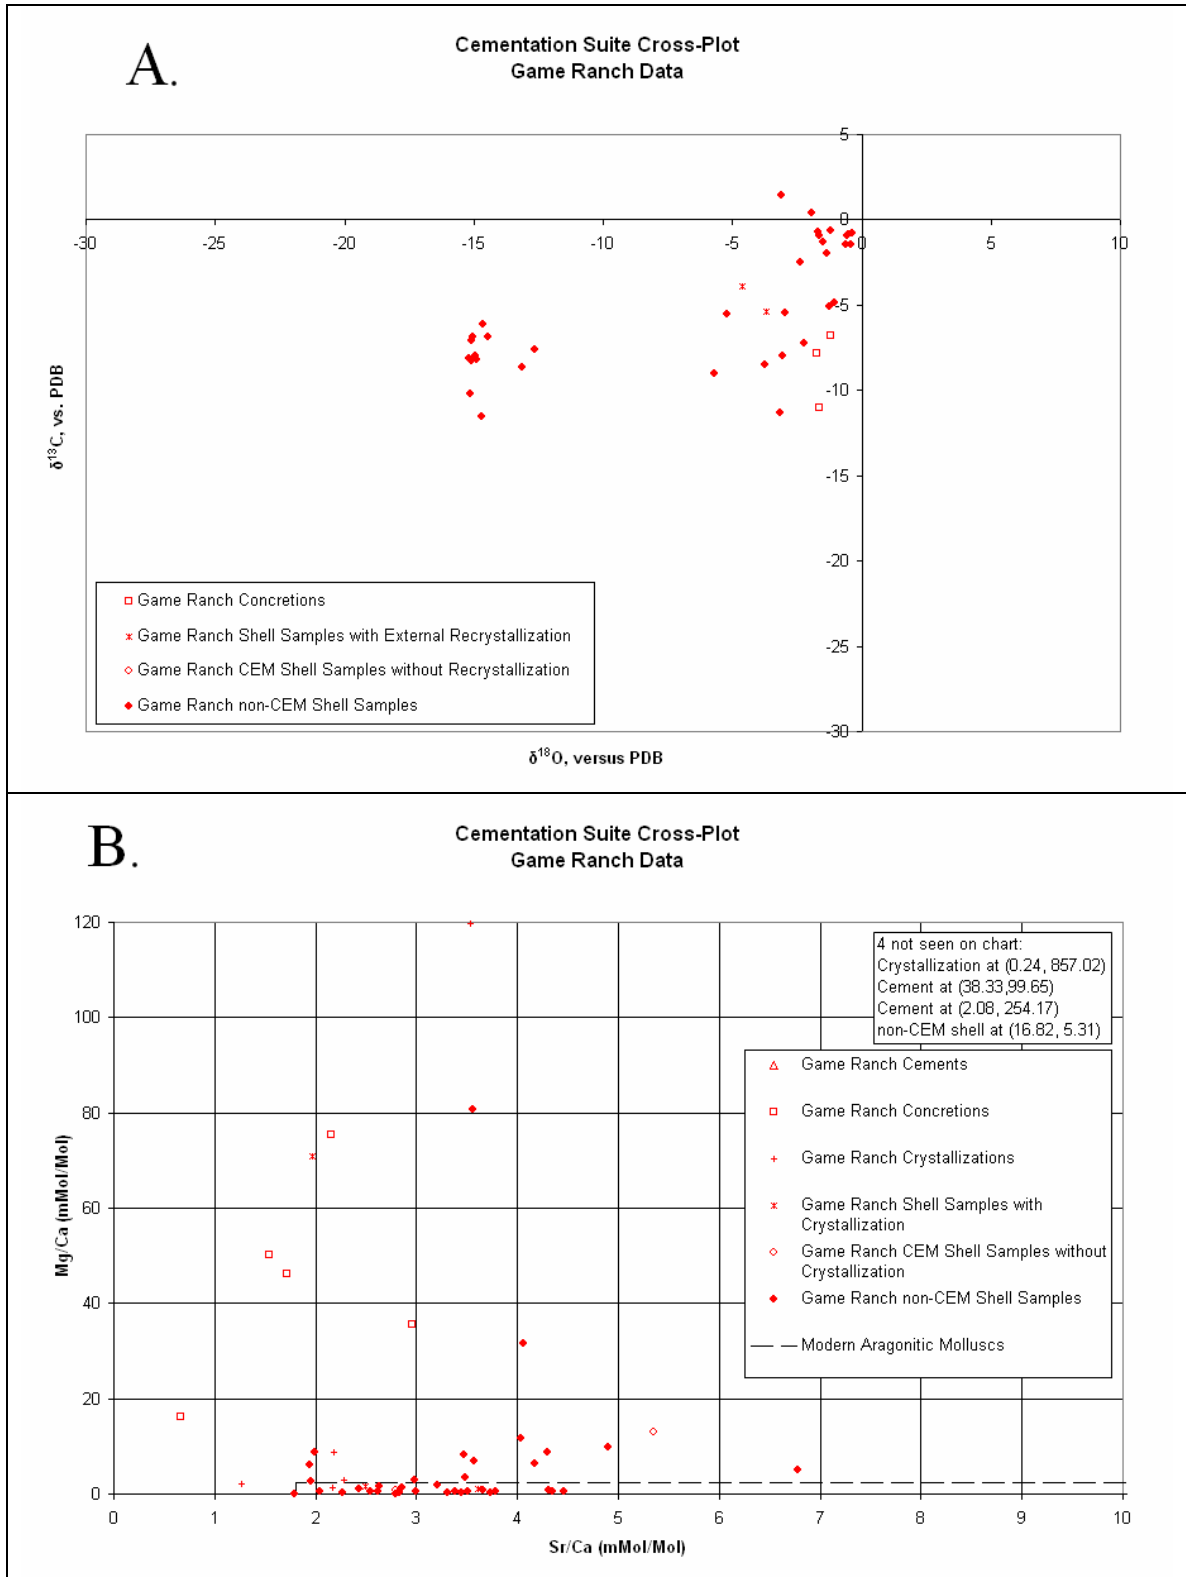 A.
Cementation Suite Cross-Plot
Game Ranch Data
5
0
-30 -25 -20 -15 -10 -5 0 5 10
-5
-10
-15
-20
-25
-30
δ¹³C, vs. PDB
Game Ranch Concretions
Game Ranch Shell Samples with External Recrystallization
Game Ranch CEM Shell Samples without Recrystallization
Game Ranch non-CEM Shell Samples
δ¹⁸O, versus PDB
B.
Cementation Suite Cross-Plot
Game Ranch Data
120
100
80
60
40
20
0
Mg/Ca (mMol/Mol)
4 not seen on chart:
Crystallization at (0.24, 857.02)
Cement at (38.33,99.65)
Cement at (2.08, 254.17)
non-CEM shell at (16.82, 5.31)
Game Ranch Cements
Game Ranch Concretions
Game Ranch Crystallizations
Game Ranch Shell Samples with
Crystallization
Game Ranch CEM Shell Samples without
Crystallization
Game Ranch non-CEM Shell Samples
Modern Aragonitic Molluscs
0 1 2 3 4 5 6 7 8 9 10
Sr/Ca (mMol/Mol)